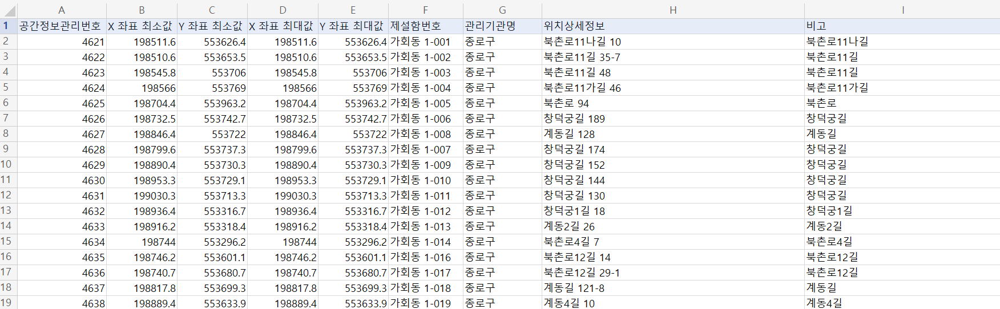 A B C D E F G H I
1 공간정보관리번호 X 좌표 최소값 Y 좌표 최소값 X 좌표 최대값 Y 좌표 최대값 제설함번호 관리기관명 위치상세정보 비고
2 4621 198511.6 553626.4 198511.6 553626.4 가회동 1-001 종로구 북촌로11나길 10 북촌로11나길
3 4622 198510.6 553653.5 198510.6 553653.5 가회동 1-002 종로구 북촌로11길 35-7 북촌로11길
4 4623 198545.8 553706 198545.8 553706 가회동 1-003 종로구 북촌로11길 48 북촌로11길
5 4624 198566 553769 198566 553769 가회동 1-004 종로구 북촌로11가길 46 북촌로11가길
6 4625 198704.4 553963.2 198704.4 553963.2 가회동 1-005 종로구 북촌로 94 북촌로
7 4626 198732.5 553742.7 198732.5 553742.7 가회동 1-006 종로구 창덕궁길 189 창덕궁길
8 4627 198846.4 553722 198846.4 553722 가회동 1-008 종로구 계동길 128 계동길
9 4628 198799.6 553737.3 198799.6 553737.3 가회동 1-007 종로구 창덕궁길 174 창덕궁길
10 4629 198890.4 553730.3 198890.4 553730.3 가회동 1-009 종로구 창덕궁길 152 창덕궁길
11 4630 198953.3 553729.1 198953.3 553729.1 가회동 1-010 종로구 창덕궁길 144 창덕궁길
12 4631 199030.3 553713.3 199030.3 553713.3 가회동 1-011 종로구 창덕궁길 130 창덕궁길
13 4632 198936.4 553316.7 198936.4 553316.7 가회동 1-012 종로구 창덕궁1길 18 창덕궁1길
14 4633 198916.2 553318.4 198916.2 553318.4 가회동 1-013 종로구 계동2길 26 계동2길
15 4634 198744 553296.2 198744 553296.2 가회동 1-014 종로구 북촌로4길 7 북촌로4길
16 4635 198746.2 553601.1 198746.2 553601.1 가회동 1-016 종로구 북촌로12길 14 북촌로12길
17 4636 198740.7 553680.7 198740.7 553680.7 가회동 1-017 종로구 북촌로12길 29-1 북촌로12길
18 4637 198817.8 553699.3 198817.8 553699.3 가회동 1-018 종로구 계동길 121-8 계동길
19 4638 198889.4 553633.9 198889.4 553633.9 가회동 1-019 종로구 계동4길 10 계동4길